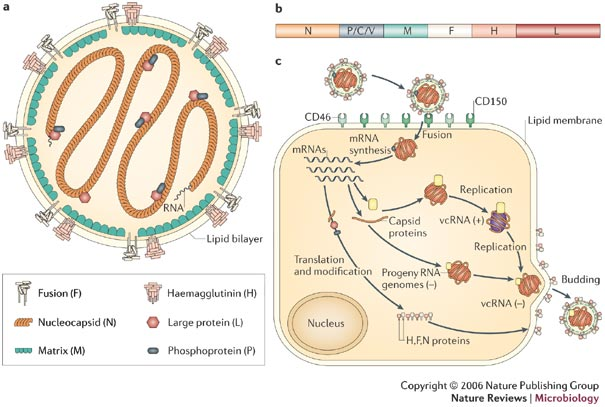 a
RNA
Lipid bilayer
Fusion (F)
Haemagglutinin (H)
Nucleocapsid (N)
Large protein (L)
Matrix (M)
Phosphoprotein (P)
b
N P/C/V M F H L
c
CD150
CD46
Lipid membrane
Fusion
mRNA
synthesis
mRNAs
Replication
Capsid
proteins
vcRNA (+)
Replication
Translation
and modification
Progeny RNA
genomes (–)
vcRNA (–)
Budding
Nucleus
H,F,N proteins
Copyright © 2006 Nature Publishing Group
Nature Reviews | Microbiology